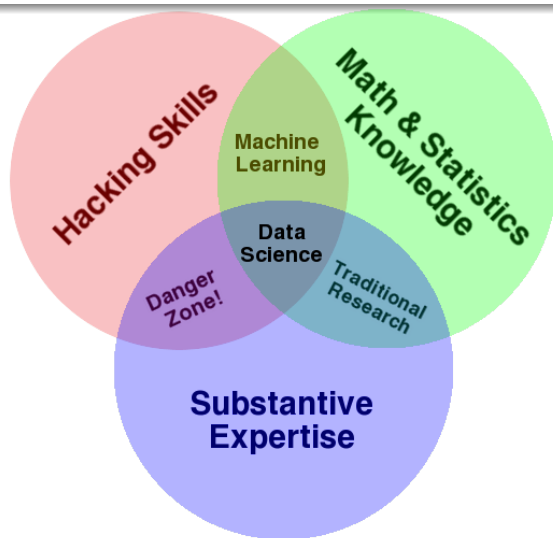 Hacking Skills
Math & Statistics
Knowledge
Machine
Learning
Data
Science
Danger
Zone!
Traditional
Research
Substantive
Expertise